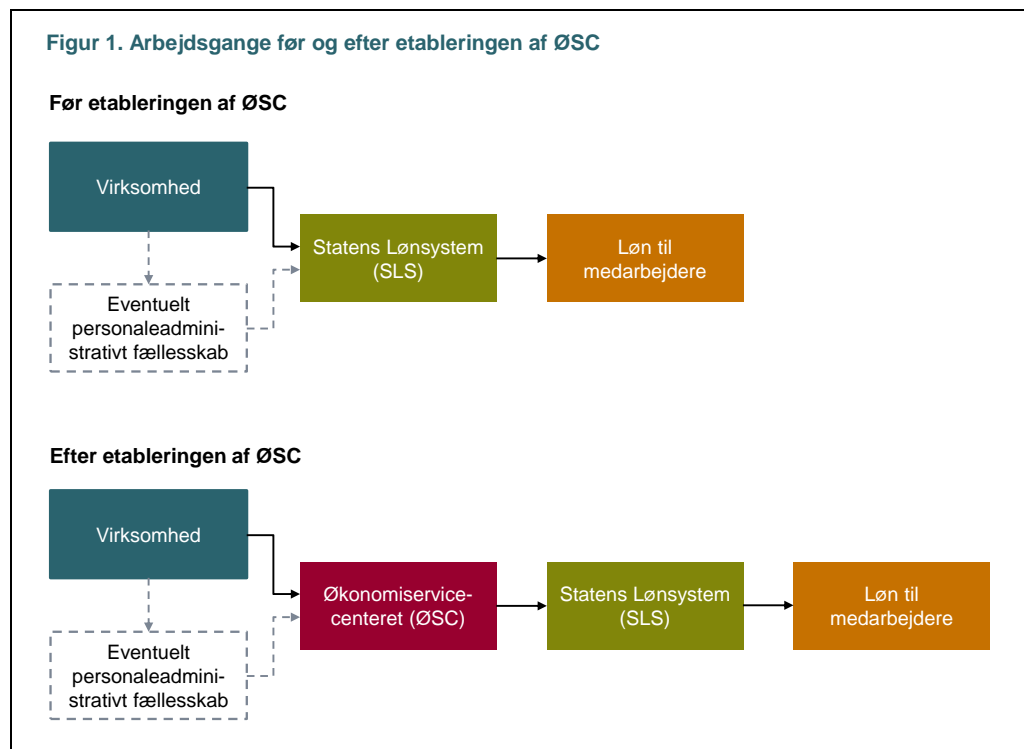 Figur 1. Arbejdsgange før og efter etableringen af ØSC
Før etableringen af ØSC
Virksomhed
Statens Lønsystem
(SLS)
Løn til
medarbejdere
Eventuelt
personaleadmini-
strativt fællesskab
Efter etableringen af ØSC
Virksomhed
Økonomiservice-
centeret (ØSC)
Statens Lønsystem
(SLS)
Løn til
medarbejdere
Eventuelt
personaleadmini-
strativt fællesskab